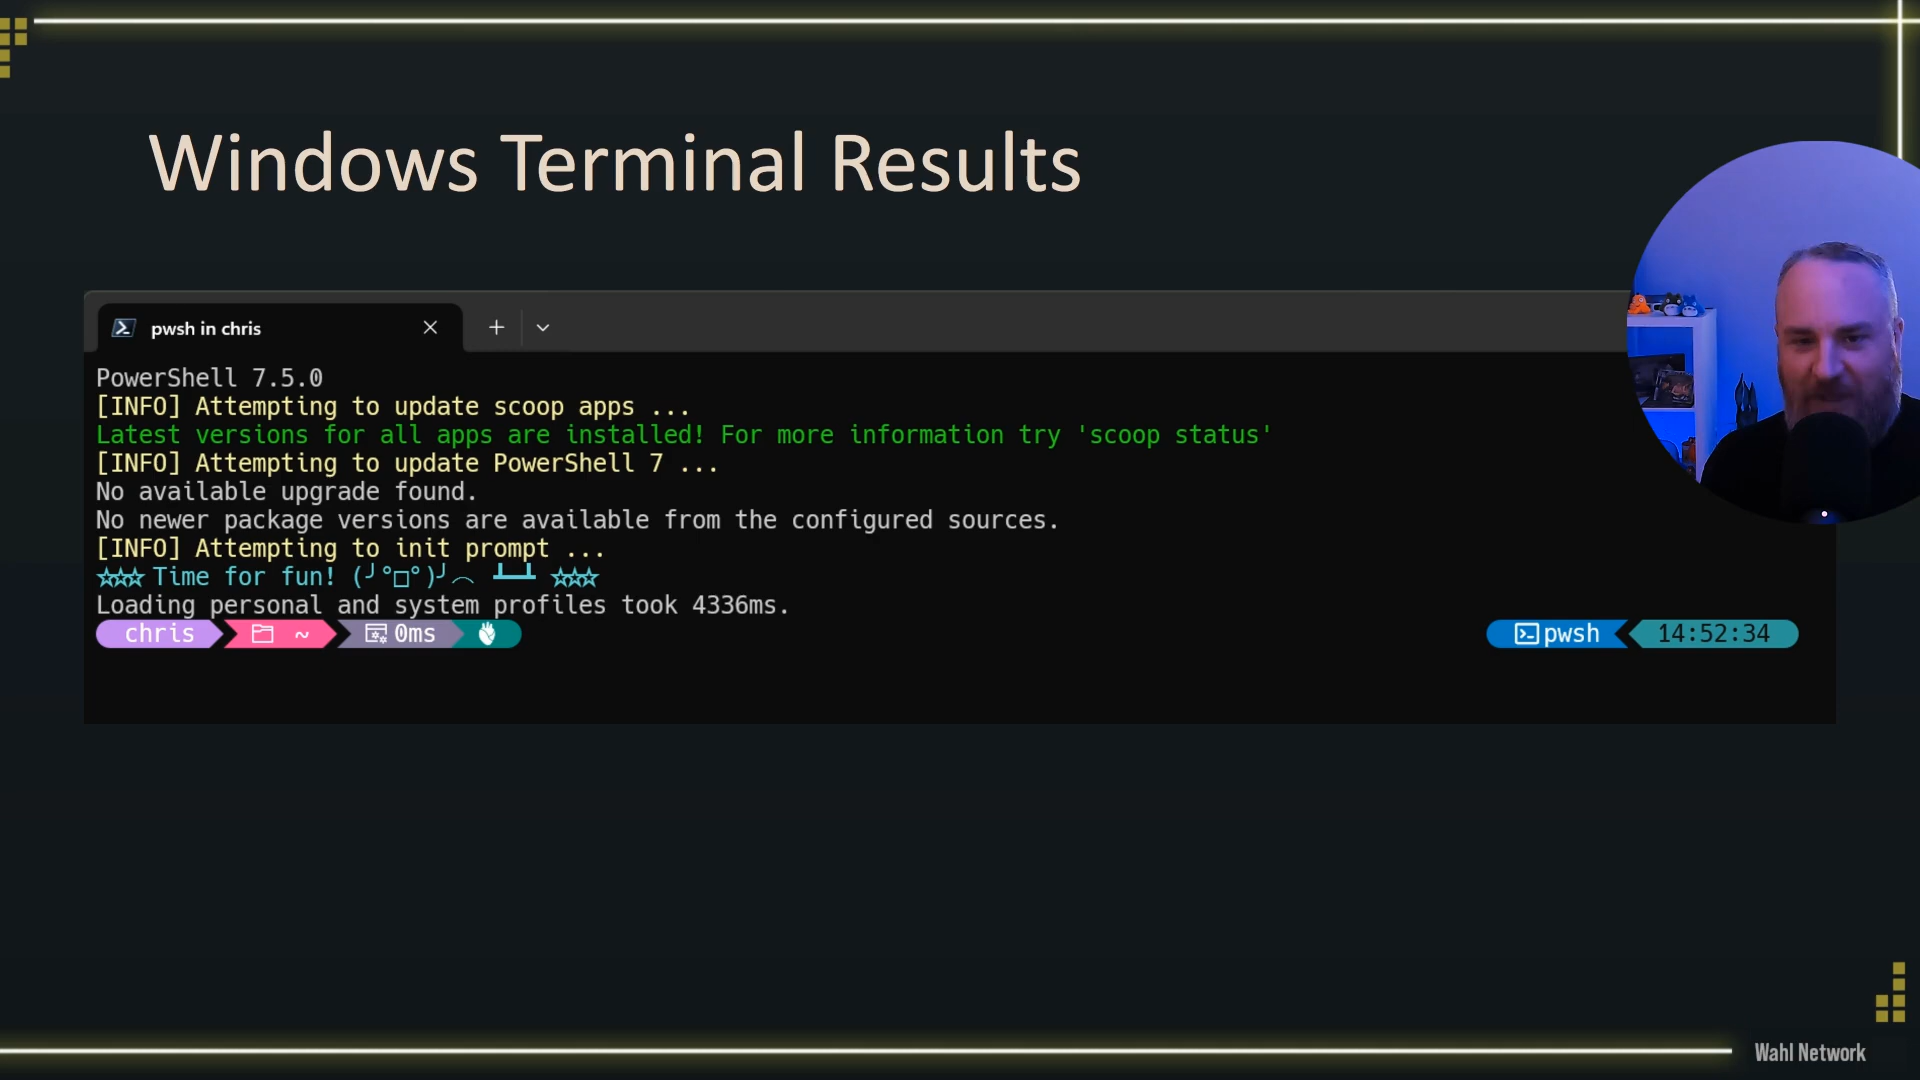 Windows Terminal Results
pwsh in chris
PowerShell 7.5.0
[INFO] Attempting to update scoop apps ...
Latest versions for all apps are installed! For more information try 'scoop status'
[INFO] Attempting to update PowerShell 7 ...
No available upgrade found.
No newer package versions are available from the configured sources.
[INFO] Attempting to init prompt ...
☆☆☆ Time for fun! (╯°□°)╯︵ ┻━┻ ☆☆☆
Loading personal and system profiles took 4336ms.
chris ~ 0ms pwsh 14:52:34
Wahl Network